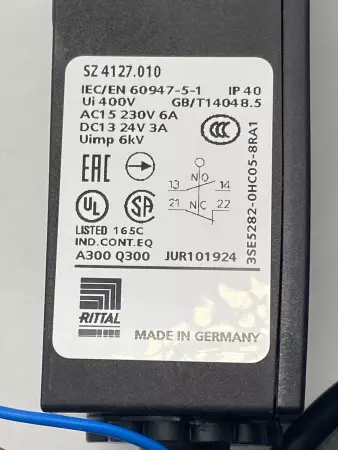 SZ 4127.010
IEC/EN 60947-5-1 IP 40
Ui 400V GB/T14048.5
AC15 230V 6A
DC13 24V 3A
Uimp 6kV
CCC
EAC
NO
13 14
21 NC 22
UL SA
LISTED 165C
IND.CONT.EQ
A300 Q300 JUR101924
3SE5282-0HC05-8RA1
RITTAL
MADE IN GERMANY